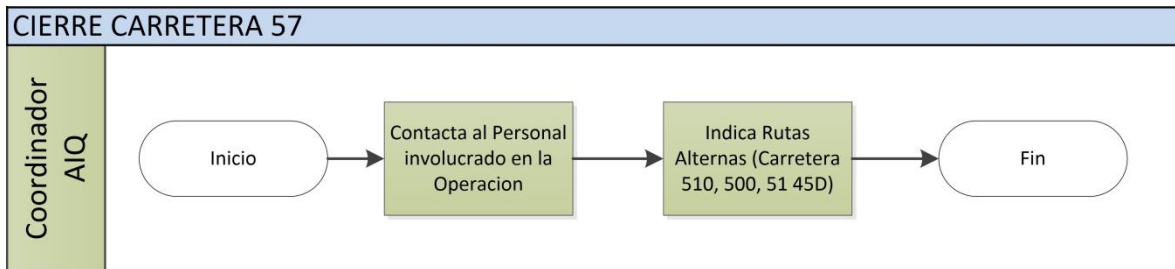 CIERRE CARRETERA 57
Coordinador
AIQ
Inicio
Contacta al Personal
involucrado en la
Operacion
Indica Rutas
Alternas (Carretera
510, 500, 51 45D)
Fin